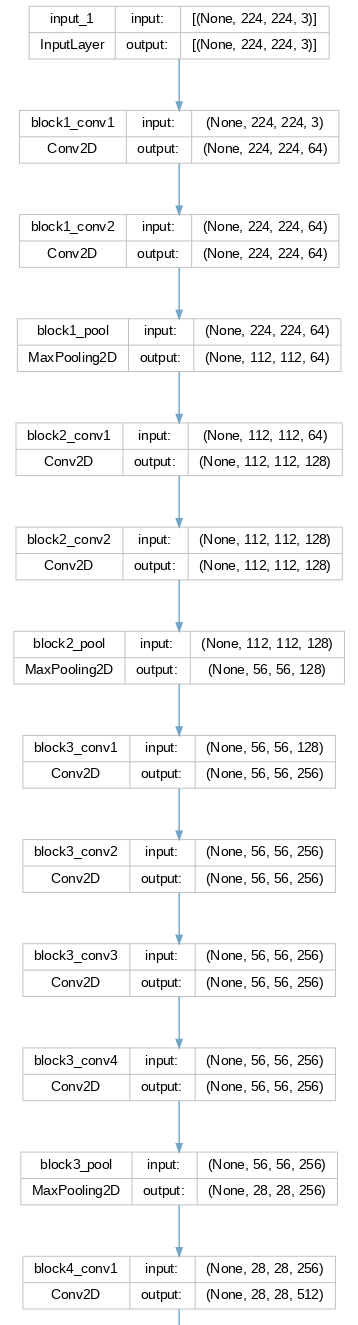 input_1 input: [(None, 224, 224, 3)]
InputLayer output: [(None, 224, 224, 3)]
block1_conv1 input: (None, 224, 224, 3)
Conv2D output: (None, 224, 224, 64)
block1_conv2 input: (None, 224, 224, 64)
Conv2D output: (None, 224, 224, 64)
block1_pool input: (None, 224, 224, 64)
MaxPooling2D output: (None, 112, 112, 64)
block2_conv1 input: (None, 112, 112, 64)
Conv2D output: (None, 112, 112, 128)
block2_conv2 input: (None, 112, 112, 128)
Conv2D output: (None, 112, 112, 128)
block2_pool input: (None, 112, 112, 128)
MaxPooling2D output: (None, 56, 56, 128)
block3_conv1 input: (None, 56, 56, 128)
Conv2D output: (None, 56, 56, 256)
block3_conv2 input: (None, 56, 56, 256)
Conv2D output: (None, 56, 56, 256)
block3_conv3 input: (None, 56, 56, 256)
Conv2D output: (None, 56, 56, 256)
block3_conv4 input: (None, 56, 56, 256)
Conv2D output: (None, 56, 56, 256)
block3_pool input: (None, 56, 56, 256)
MaxPooling2D output: (None, 28, 28, 256)
block4_conv1 input: (None, 28, 28, 256)
Conv2D output: (None, 28, 28, 512)